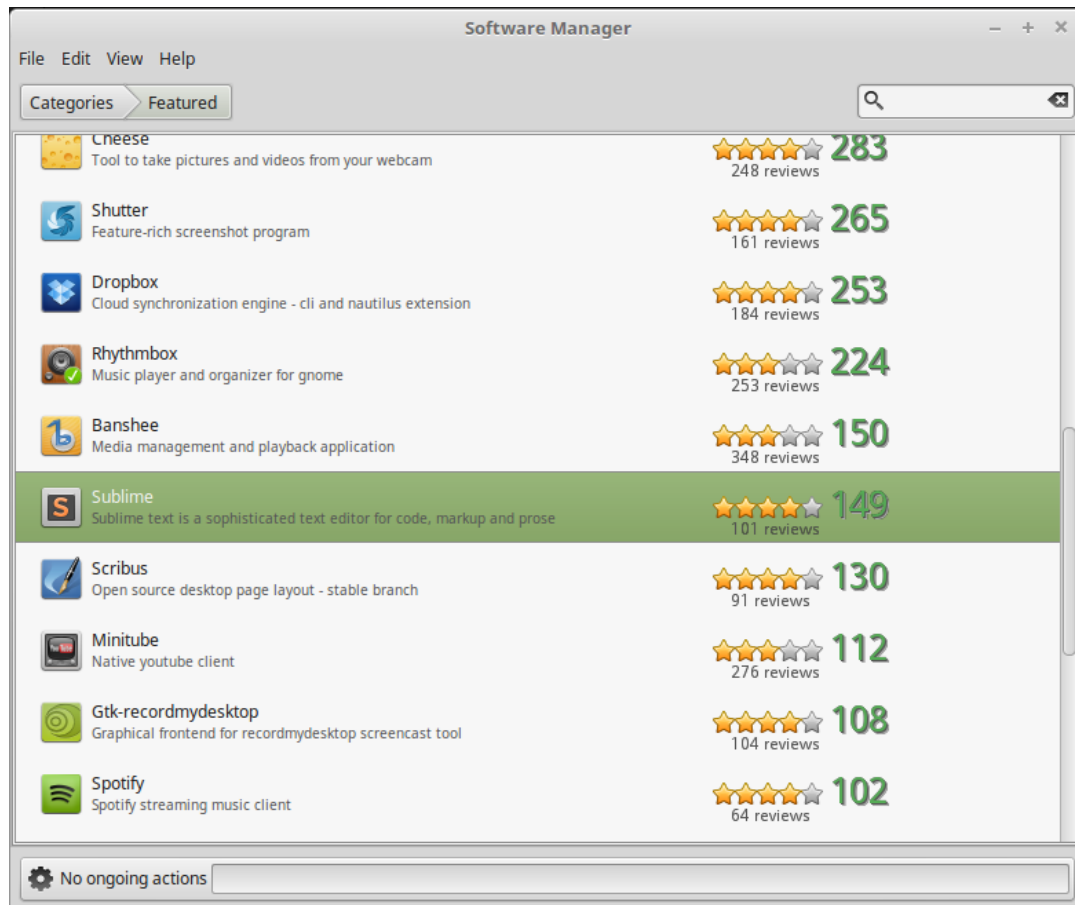 Software Manager
File Edit View Help
Categories Featured
Cheese
Tool to take pictures and videos from your webcam
283
248 reviews
Shutter
Feature-rich screenshot program
265
161 reviews
Dropbox
Cloud synchronization engine - cli and nautilus extension
253
184 reviews
Rhythmbox
Music player and organizer for gnome
224
253 reviews
Banshee
Media management and playback application
150
348 reviews
Sublime
Sublime text is a sophisticated text editor for code, markup and prose
149
101 reviews
Scribus
Open source desktop page layout - stable branch
130
91 reviews
Minitube
Native youtube client
112
276 reviews
Gtk-recordmydesktop
Graphical frontend for recordmydesktop screencast tool
108
104 reviews
Spotify
Spotify streaming music client
102
64 reviews
No ongoing actions